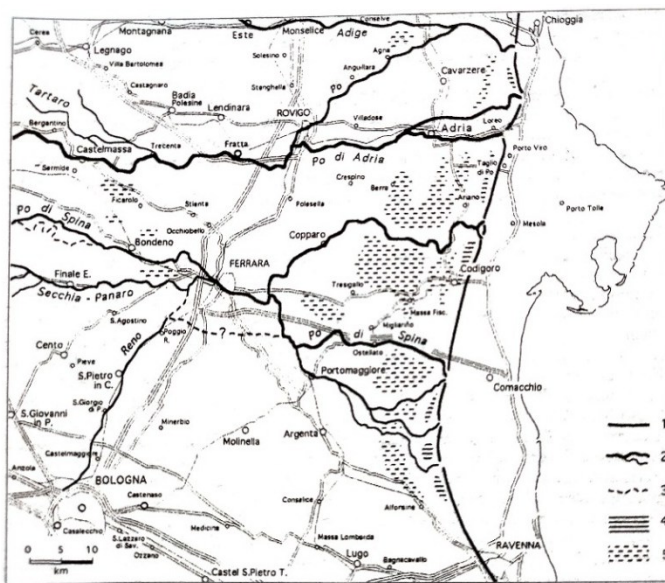 Cerea
Legnago
Montagnana
Este
Monselice
Conselve
Adige
Chioggia
Solesino
Agna
Villa Bartolomea
Castagnaro
Stanghella
Anguillara
Po
Cavarzere
Tartaro
Badia
Polesine
Lendinara
ROVIGO
Villadose
Adria
Loreo
Bergantino
Castelmassa
Trecenta
Fratta
Po di Adria
Porto Viro
Taglio
di Po
Sermide
Crespino
Berra
Ariano
Ficarolo
Stienta
Polesella
Mesola
Porto Tolle
Po di Spina
Occhiobello
Bondeno
Copparo
Finale E.
FERRARA
Codigoro
Secchia - Panaro
Tresigallo
Massa Fisc.
S.Agostino
Reno
Poggio
R.
?
Po di Spina
Migliarino
Ostellato
Cento
Pieve
S.Pietro
in C.
Portomaggiore
Comacchio
S.Giorgio
S.Giovanni
in P.
Minerbio
Molinella
Argenta
Castelmaggiore
Anzola
BOLOGNA
Castenaso
Conselice
Alfonsine
Casalecchio
Medicina
S.Lazzaro
di Sav.
Ozzano
Massa Lombarda
Lugo
Bagnacavallo
RAVENNA
Castel S.Pietro T.
0 5 10
km
1
2
3
4
5